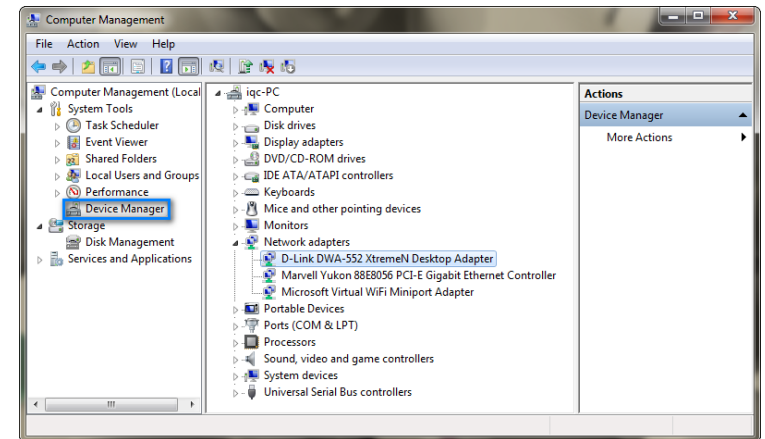 Computer Management
File Action View Help
Computer Management (Local
System Tools
Task Scheduler
Event Viewer
Shared Folders
Local Users and Groups
Performance
Device Manager
Storage
Disk Management
Services and Applications
iqc-PC
Computer
Disk drives
Display adapters
DVD/CD-ROM drives
IDE ATA/ATAPI controllers
Keyboards
Mice and other pointing devices
Monitors
Network adapters
D-Link DWA-552 XtremeN Desktop Adapter
Marvell Yukon 88E8056 PCI-E Gigabit Ethernet Controller
Microsoft Virtual WiFi Miniport Adapter
Portable Devices
Ports (COM & LPT)
Processors
Sound, video and game controllers
System devices
Universal Serial Bus controllers
Actions
Device Manager
More Actions